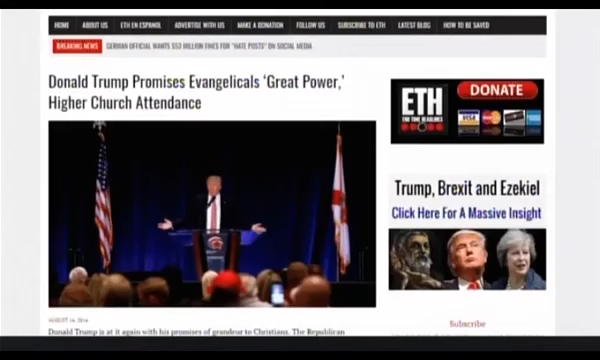 HOME ABOUT US ETH EN ESPANOL ADVERTISE WITH US MAKE A DONATION FOLLOW US SUBSCRIBE TO ETH LATEST BLOG HOW TO BE SAVED
BREAKING NEWS GERMAN OFFICIAL WANTS $53 MILLION FINES FOR "HATE POSTS" ON SOCIAL MEDIA
Donald Trump Promises Evangelicals ‘Great Power,’
Higher Church Attendance
ETH
END TIME HEADLINES
DONATE
VISA
Trump, Brexit and Ezekiel
Click Here For A Massive Insight
AUGUST 14, 2016
Donald Trump is at it again with his promises of grandeur to Christians. The Republican
Subscribe